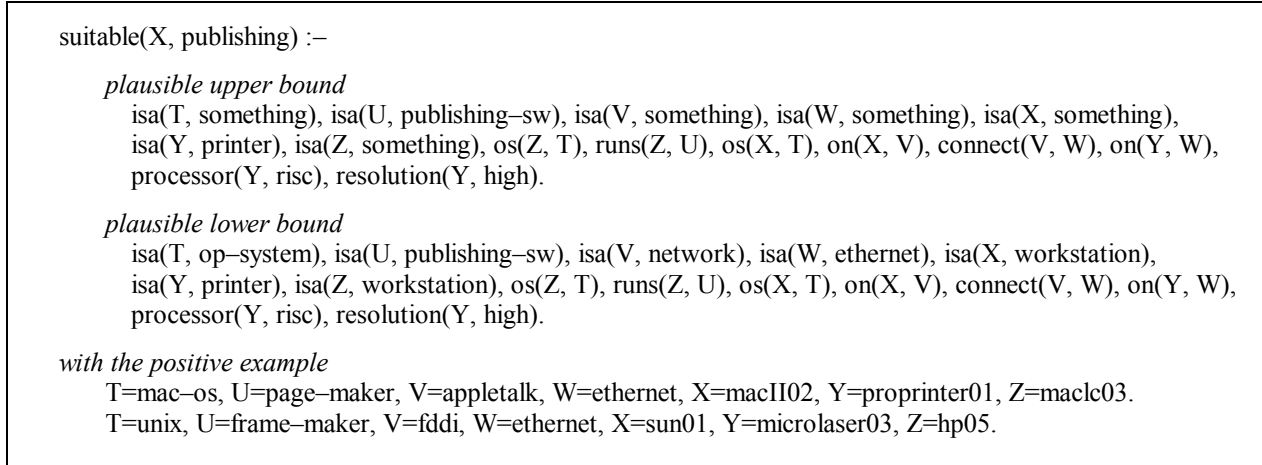 suitable(X, publishing) :–
plausible upper bound
isa(T, something), isa(U, publishing–sw), isa(V, something), isa(W, something), isa(X, something),
isa(Y, printer), isa(Z, something), os(Z, T), runs(Z, U), os(X, T), on(X, V), connect(V, W), on(Y, W),
processor(Y, risc), resolution(Y, high).
plausible lower bound
isa(T, op–system), isa(U, publishing–sw), isa(V, network), isa(W, ethernet), isa(X, workstation),
isa(Y, printer), isa(Z, workstation), os(Z, T), runs(Z, U), os(X, T), on(X, V), connect(V, W), on(Y, W),
processor(Y, risc), resolution(Y, high).
with the positive example
T=mac–os, U=page–maker, V=appletalk, W=ethernet, X=macII02, Y=proprinter01, Z=maclc03.
T=unix, U=frame–maker, V=fddi, W=ethernet, X=sun01, Y=microlaser03, Z=hp05.